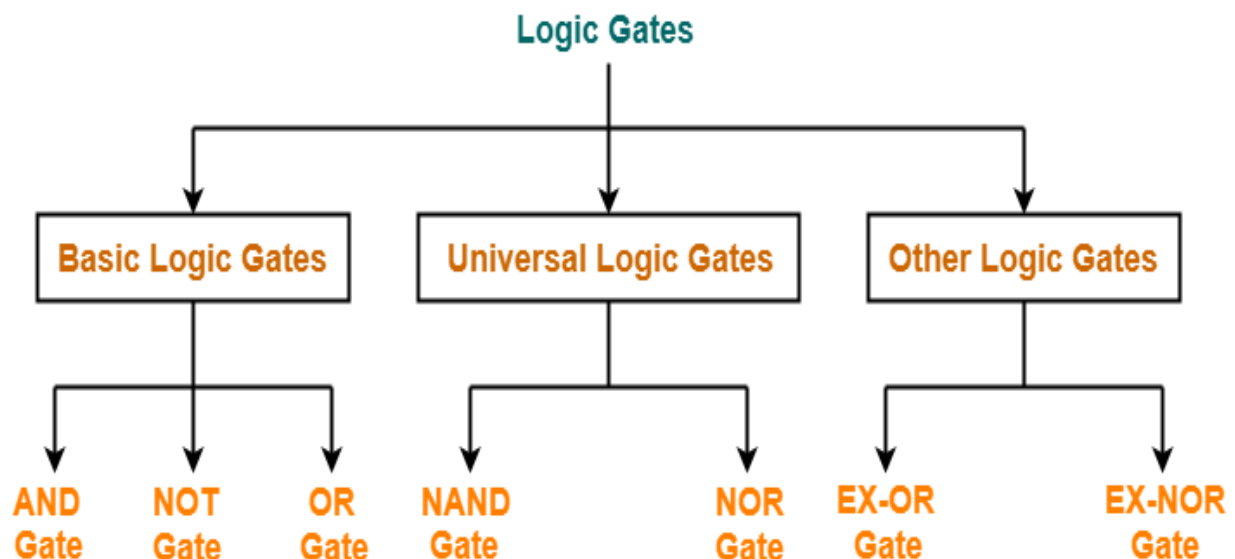 Logic Gates
Basic Logic Gates
Universal Logic Gates
Other Logic Gates
AND
Gate
NOT
Gate
OR
Gate
NAND
Gate
NOR
Gate
EX-OR
Gate
EX-NOR
Gate